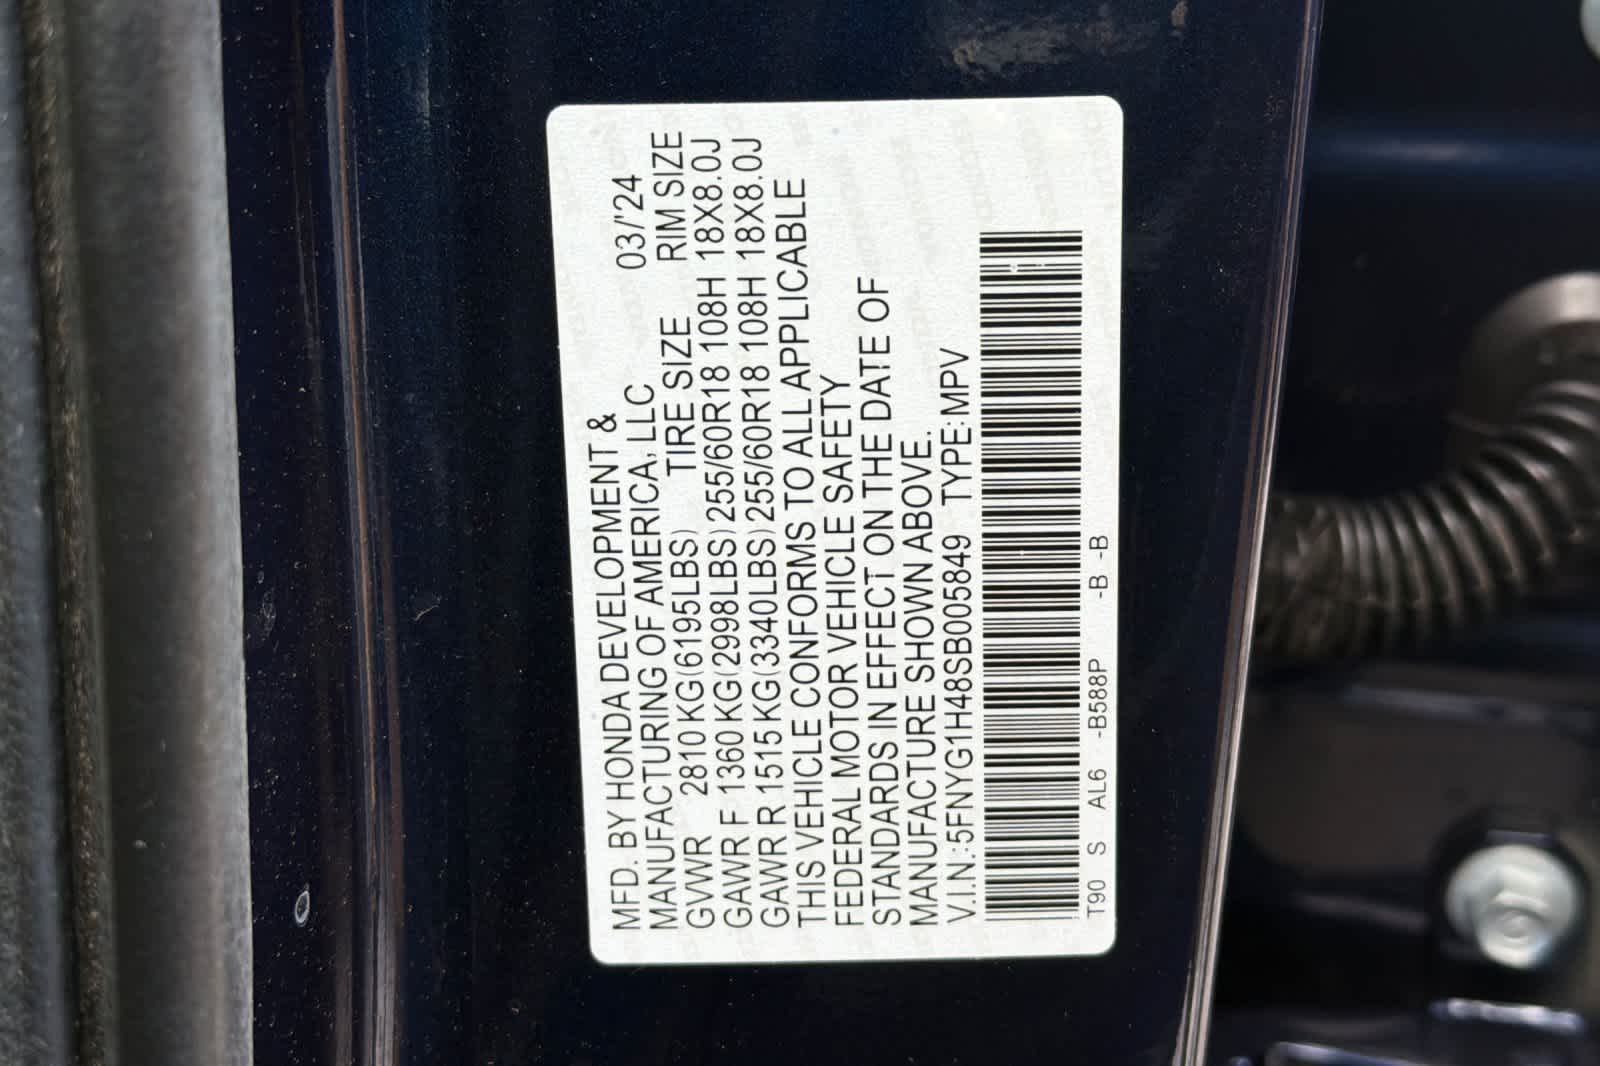 MFD. BY HONDA DEVELOPMENT &
MANUFACTURING OF AMERICA, LLC 03/'24
GVWR 2810 KG(6195LBS) TIRE SIZE RIM SIZE
GAWR F 1360 KG(2998LBS) 255/60R18 108H 18X8.0J
GAWR R 1515 KG(3340LBS) 255/60R18 108H 18X8.0J
THIS VEHICLE CONFORMS TO ALL APPLICABLE
FEDERAL MOTOR VEHICLE SAFETY
STANDARDS IN EFFECT ON THE DATE OF
MANUFACTURE SHOWN ABOVE.
V.I.N.:5FNYG1H48SB005849 TYPE:MPV
T90 S AL6 -B588P -B -B